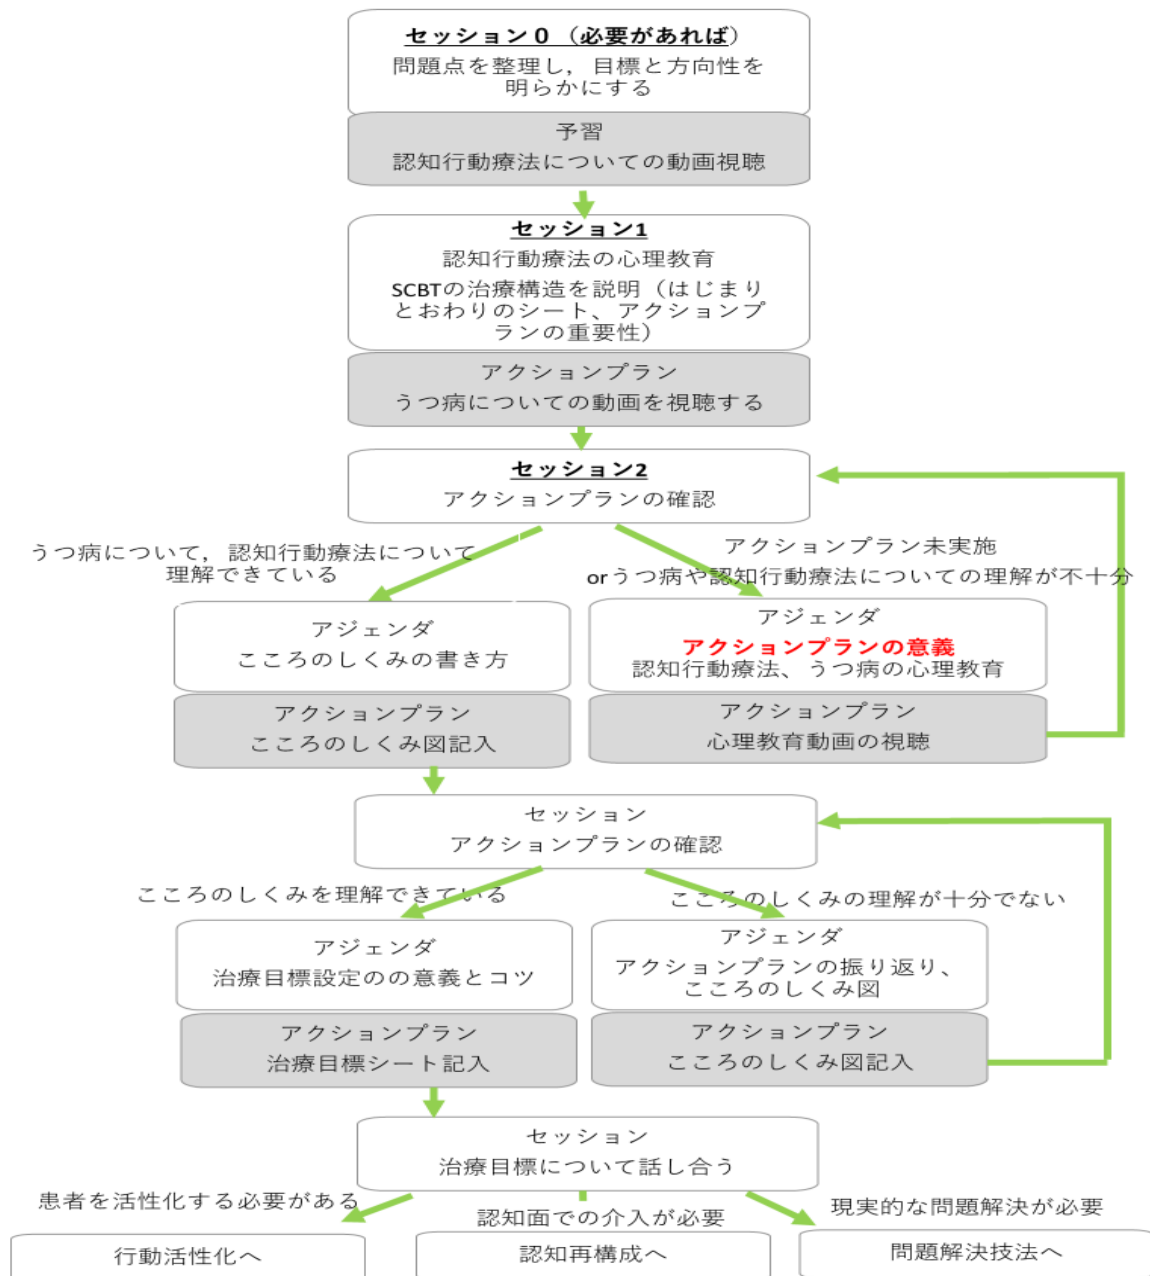 セッション０（必要があれば）
問題点を整理し，目標と方向性を
明らかにする
予習
認知行動療法についての動画視聴
セッション1
認知行動療法の心理教育
SCBTの治療構造を説明（はじまり
とおわりのシート、アクションプ
ランの重要性）
アクションプラン
うつ病についての動画を視聴する
セッション2
アクションプランの確認
うつ病について，認知行動療法について
理解できている
アクションプラン未実施
orうつ病や認知行動療法についての理解が不十分
アジェンダ
こころのしくみの書き方
アクションプラン
こころのしくみ図記入
アジェンダ
アクションプランの意義
認知行動療法、うつ病の心理教育
アクションプラン
心理教育動画の視聴
セッション
アクションプランの確認
こころのしくみを理解できている
こころのしくみの理解が十分でない
アジェンダ
治療目標設定のの意義とコツ
アクションプラン
治療目標シート記入
アジェンダ
アクションプランの振り返り、
こころのしくみ図
アクションプラン
こころのしくみ図記入
セッション
治療目標について話し合う
患者を活性化する必要がある
認知面での介入が必要
現実的な問題解決が必要
行動活性化へ
認知再構成へ
問題解決技法へ